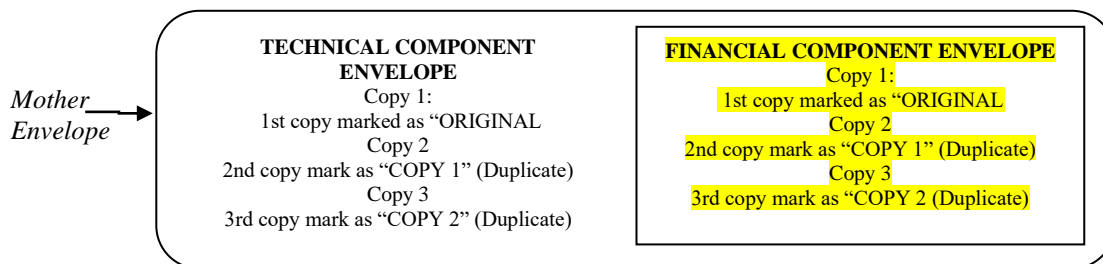 Mother
Envelope
TECHNICAL COMPONENT
ENVELOPE
Copy 1:
1st copy marked as “ORIGINAL
Copy 2
2nd copy mark as “COPY 1” (Duplicate)
Copy 3
3rd copy mark as “COPY 2” (Duplicate)
FINANCIAL COMPONENT ENVELOPE
Copy 1:
1st copy marked as “ORIGINAL
Copy 2
2nd copy mark as “COPY 1” (Duplicate)
Copy 3
3rd copy mark as “COPY 2 (Duplicate)